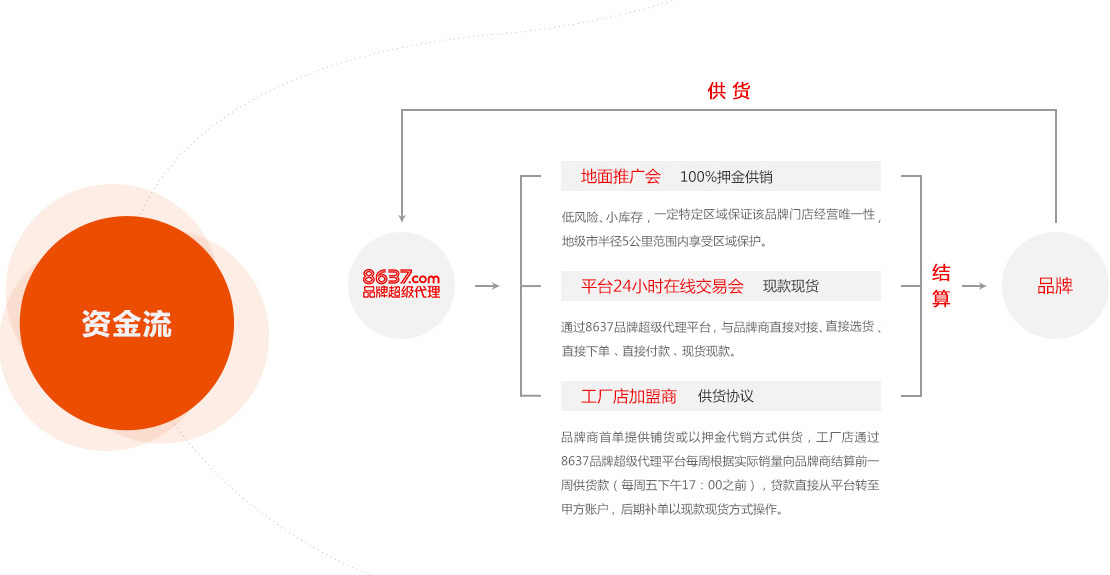 供货
地面推广会 100%押金供销
低风险、小库存，一定特定区域保证该品牌门店经营唯一性，
地级市半径5公里范围内享受区域保护。
8637.com
品牌超级代理
平台24小时在线交易会 现款现货
结
算
品牌
资金流
通过8637品牌超级代理平台，与品牌商直接对接、直接选货、
直接下单、直接付款、现货现款。
工厂店加盟商 供货协议
品牌商首单提供铺货或以押金代销方式供货，工厂店通过
8637品牌超级代理平台每周根据实际销量向品牌商结算前一
周供货款（每周五下午17：00之前），贷款直接从平台转至
甲方账户，后期补单以现款现货方式操作。